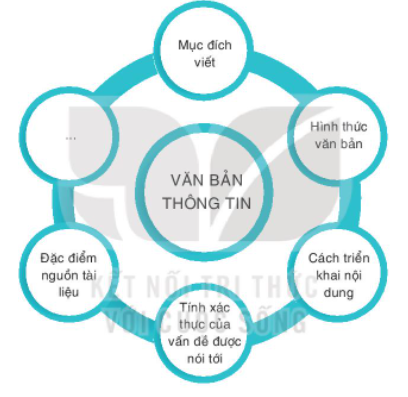 Mục đích
viết
Hình thức
văn bản
...
VĂN BẢN
THÔNG TIN
Đặc điểm
nguồn tài
liệu
Cách triển
khai nội
dung
Tính xác
thực của
vấn đề được
nói tới
KẾT NỐI TRI THỨC
VỚI CUỘC SỐNG